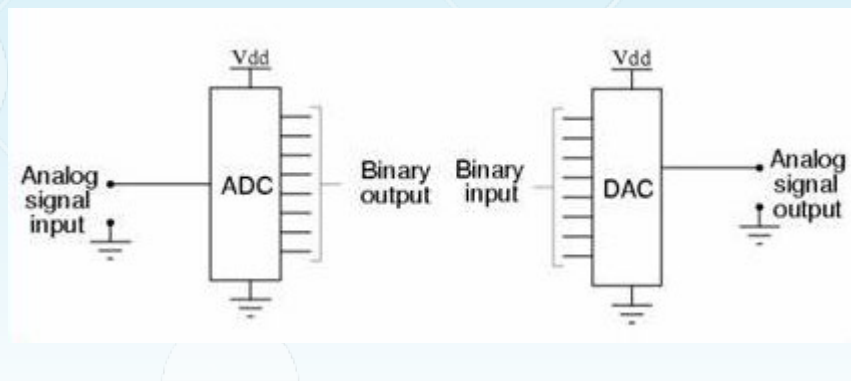 Vdd
Analog
signal
input
ADC
Binary
output
Vdd
Binary
input
DAC
Analog
signal
output